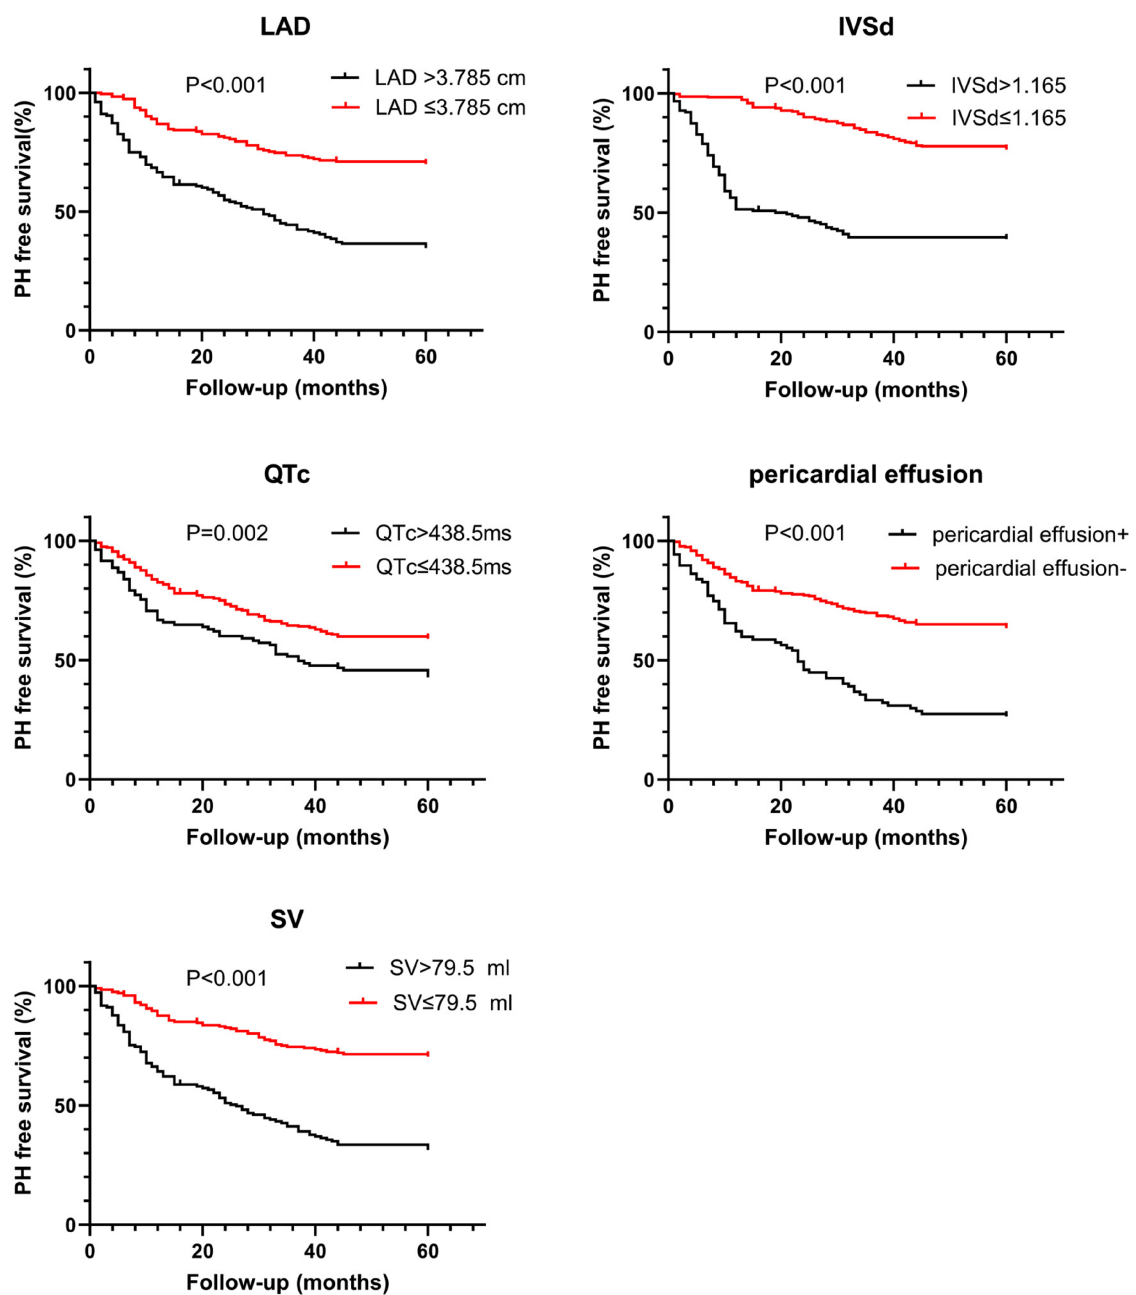 LAD
P<0.001
LAD >3.785 cm
LAD ≤3.785 cm
PH free survival(%)
100
50
0
0 20 40 60
Follow-up (months)
IVSd
P<0.001
IVSd>1.165
IVSd≤1.165
PH free survival (%)
100
50
0
0 20 40 60
Follow-up (months)
QTc
P=0.002
QTc>438.5ms
QTc≤438.5ms
PH free survival (%)
100
50
0
0 20 40 60
Follow-up (months)
pericardial effusion
P<0.001
pericardial effusion+
pericardial effusion-
PH free survival (%)
100
50
0
0 20 40 60
Follow-up (months)
SV
P<0.001
SV>79.5 ml
SV≤79.5 ml
PH free survival (%)
100
50
0
0 20 40 60
Follow-up (months)